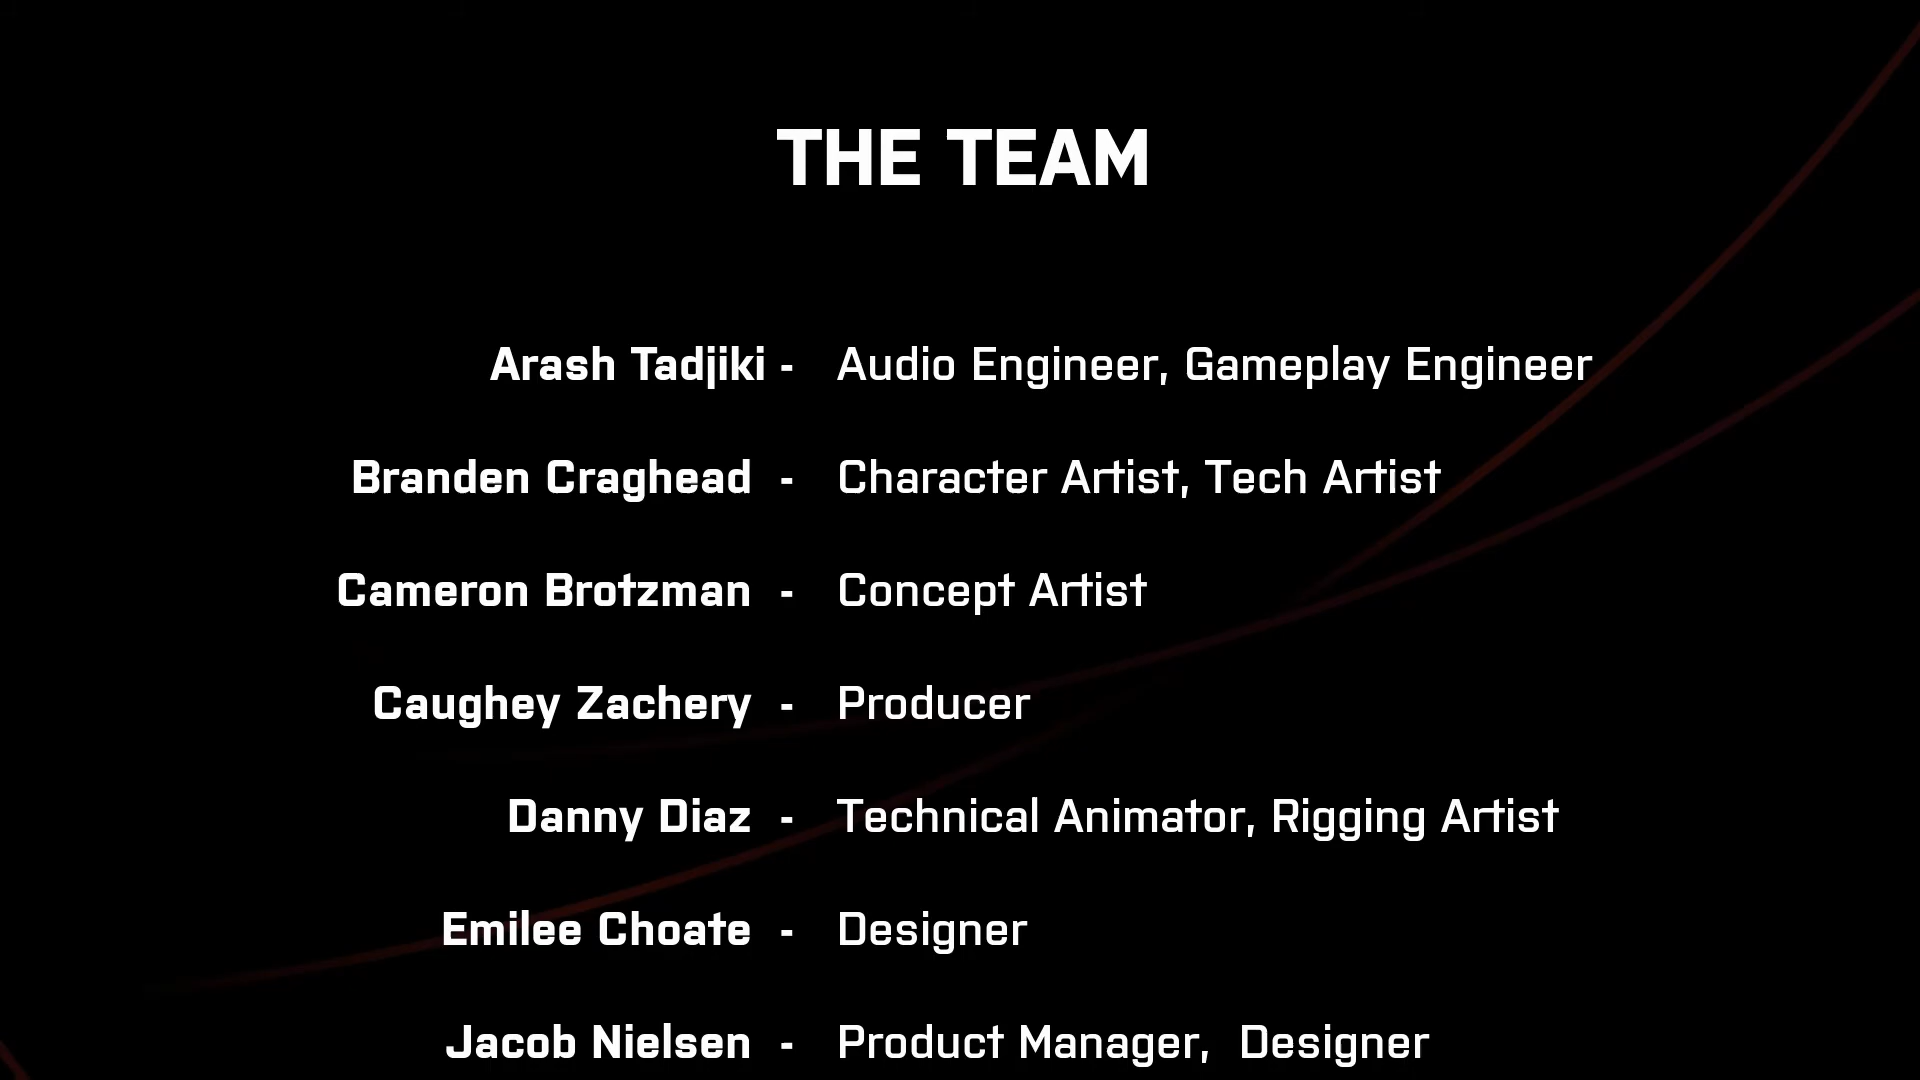 THE TEAM
Arash Tadjiki - Audio Engineer, Gameplay Engineer
Branden Craghead - Character Artist, Tech Artist
Cameron Brotzman - Concept Artist
Caughey Zachery - Producer
Danny Diaz - Technical Animator, Rigging Artist
Emilee Choate - Designer
Jacob Nielsen - Product Manager,  Designer